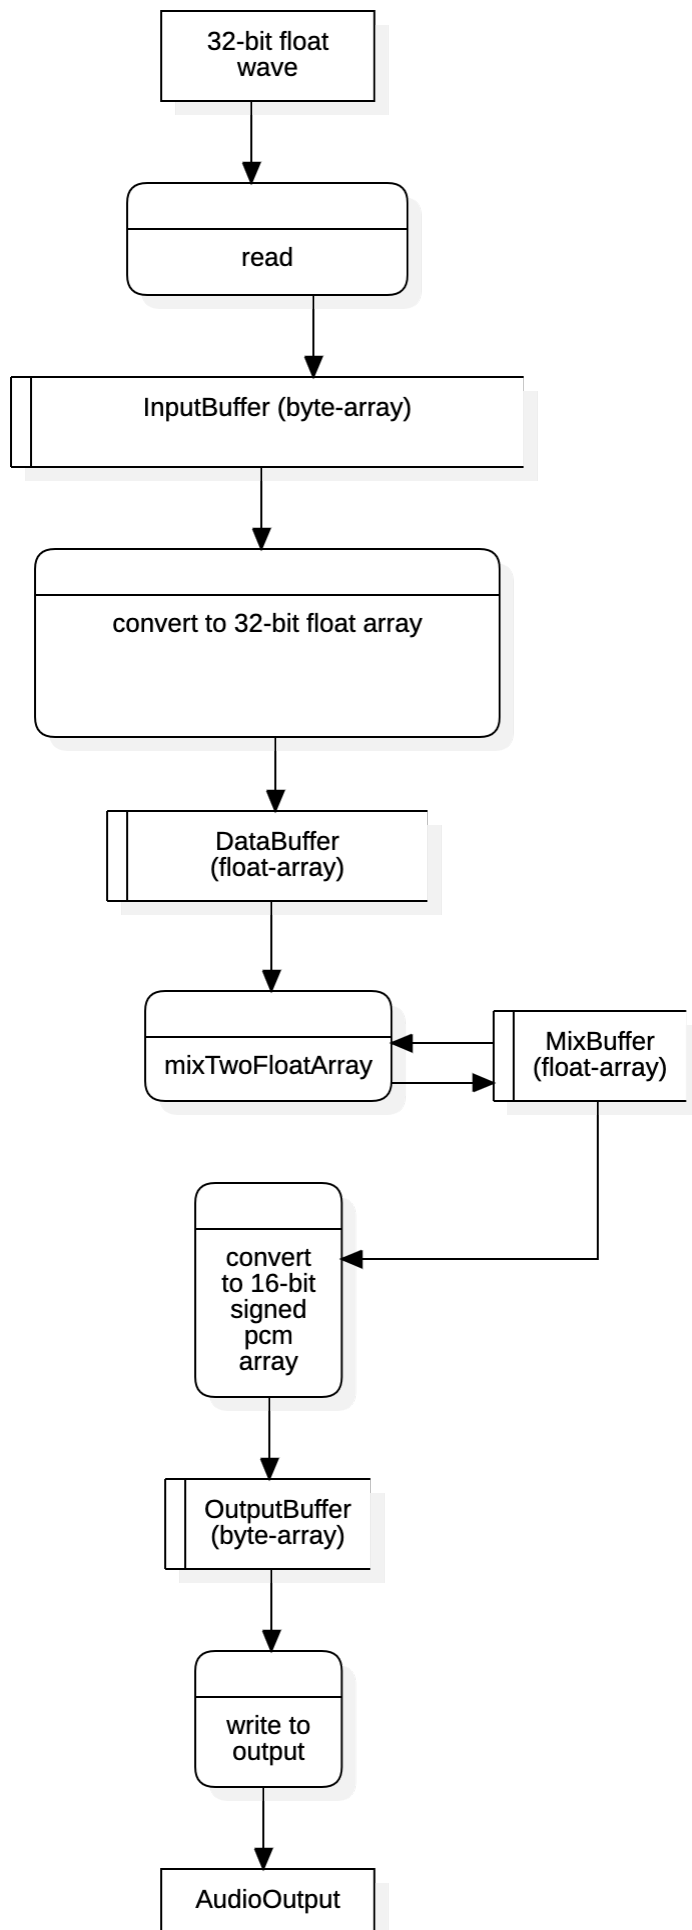 32-bit float
wave
read
InputBuffer (byte-array)
convert to 32-bit float array
DataBuffer
(float-array)
mixTwoFloatArray
MixBuffer
(float-array)
convert
to 16-bit
signed
pcm
array
OutputBuffer
(byte-array)
write to
output
AudioOutput